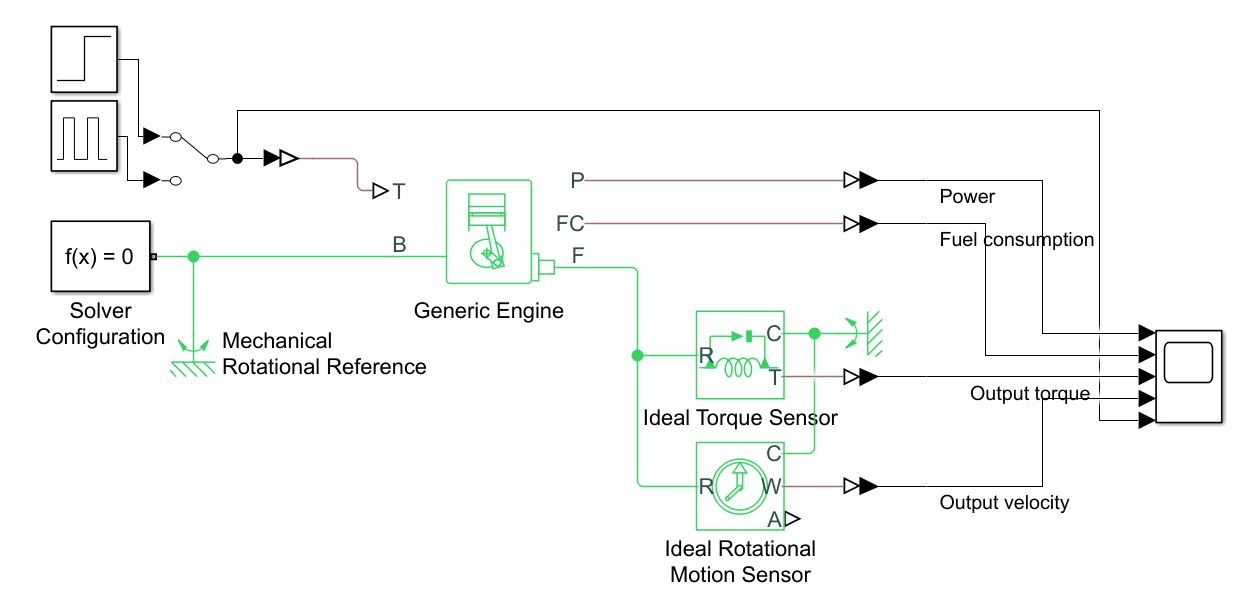 T
P
Power
FC
Fuel consumption
B
F
f(x) = 0
Solver
Configuration
Generic Engine
Mechanical
Rotational Reference
C
R
T
Output torque
Ideal Torque Sensor
C
R
W
A
Output velocity
Ideal Rotational
Motion Sensor